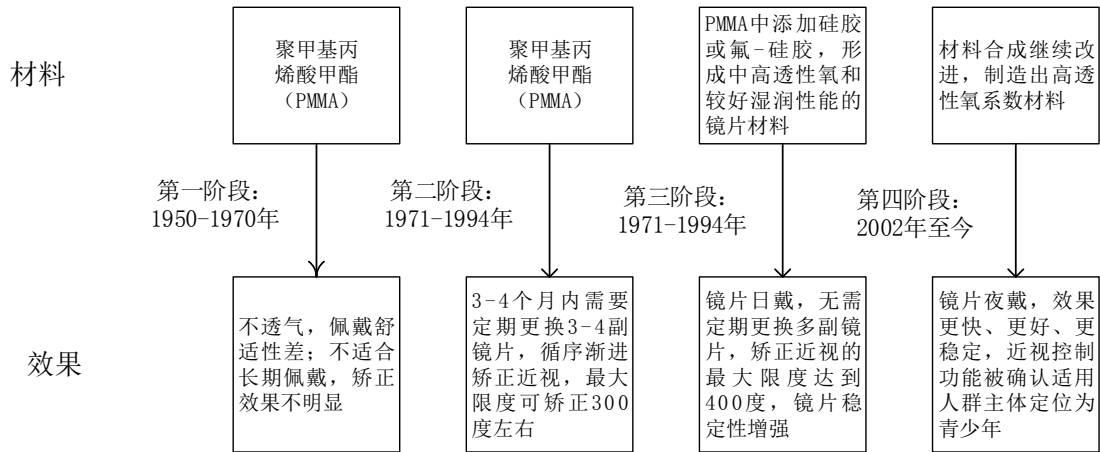 材料
聚甲基丙
烯酸甲酯
（PMMA）
聚甲基丙
烯酸甲酯
（PMMA）
PMMA中添加硅胶
或氟-硅胶，形
成中高透性氧和
较好湿润性能的
镜片材料
材料合成继续改
进，制造出高透
性氧系数材料
第一阶段：
1950-1970年
第二阶段：
1971-1994年
第三阶段：
1971-1994年
第四阶段：
2002年至今
效果
不透气，佩戴舒
适性差；不适合
长期佩戴，矫正
效果不明显
3-4个月内需要
定期更换3-4副
镜片，循序渐进
矫正近视，最大
限度可矫正300
度左右
镜片日戴，无需
定期更换多副镜
片，矫正近视的
最大限度达到
400度，镜片稳
定性增强
镜片夜戴，效果
更快、更好、更
稳定，近视控制
功能被确认适用
人群主体定位为
青少年